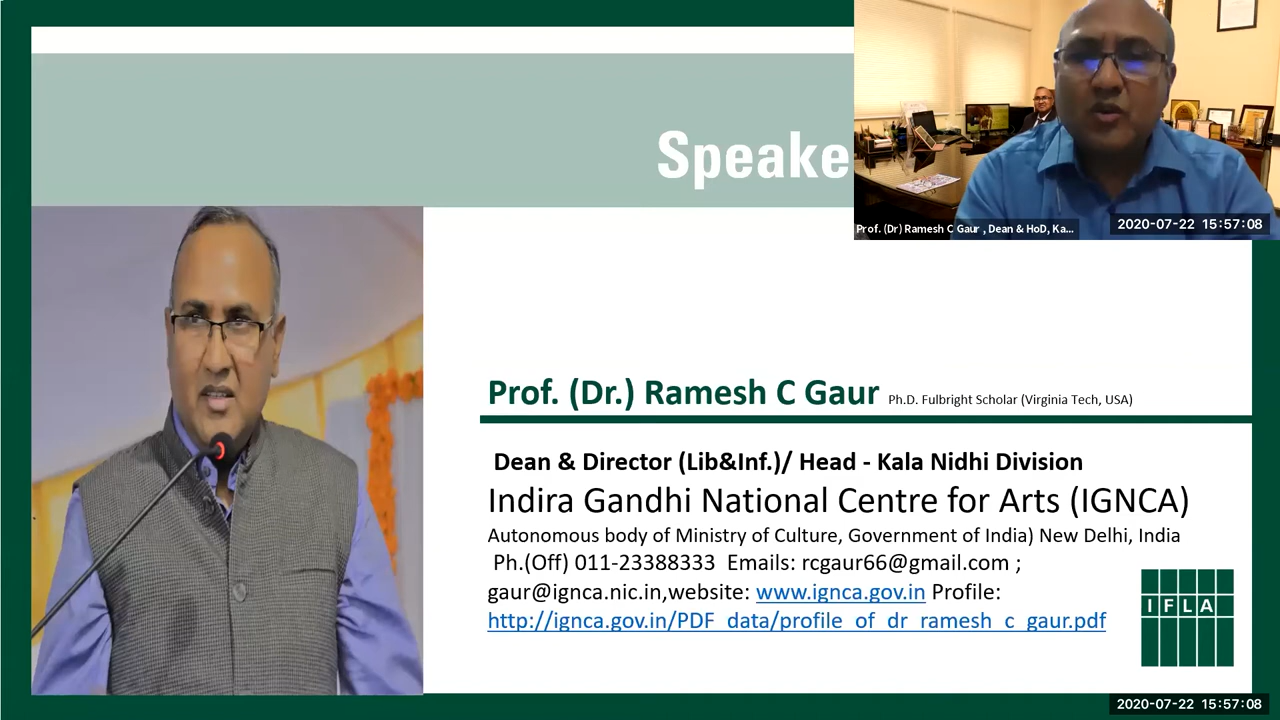 Speake
Prof. (Dr) Ramesh C Gaur , Dean & HoD, Ka...
2020-07-22 15:57:08
Prof. (Dr.) Ramesh C Gaur Ph.D. Fulbright Scholar (Virginia Tech, USA)
Dean & Director (Lib&Inf.)/ Head - Kala Nidhi Division
Indira Gandhi National Centre for Arts (IGNCA)
Autonomous body of Ministry of Culture, Government of India) New Delhi, India
Ph.(Off) 011-23388333 Emails: rcgaur66@gmail.com ;
gaur@ignca.nic.in,website: www.ignca.gov.in Profile:
http://ignca.gov.in/PDF_data/profile_of_dr_ramesh_c_gaur.pdf
IFLA
2020-07-22 15:57:08